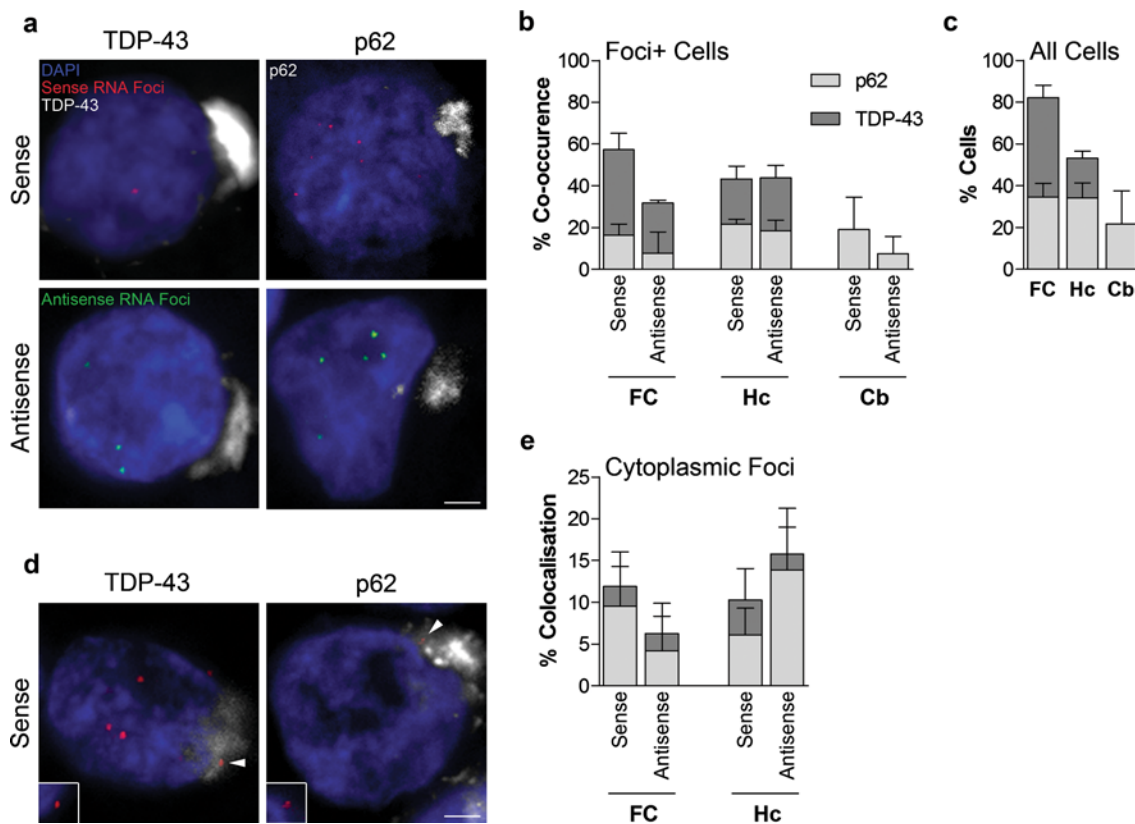 a
TDP-43
p62
Sense
DAPI
Sense RNA Foci
TDP-43
p62
Antisense
Antisense RNA Foci
b
Foci+ Cells
% Co-occurence
100
80
60
40
20
0
p62
TDP-43
Sense
Antisense
Sense
Antisense
Sense
Antisense
FC
Hc
Cb
c
All Cells
% Cells
100
80
60
40
20
0
FC
Hc
Cb
d
TDP-43
p62
Sense
e
Cytoplasmic Foci
% Colocalisation
25
20
15
10
5
0
Sense
Antisense
Sense
Antisense
FC
Hc